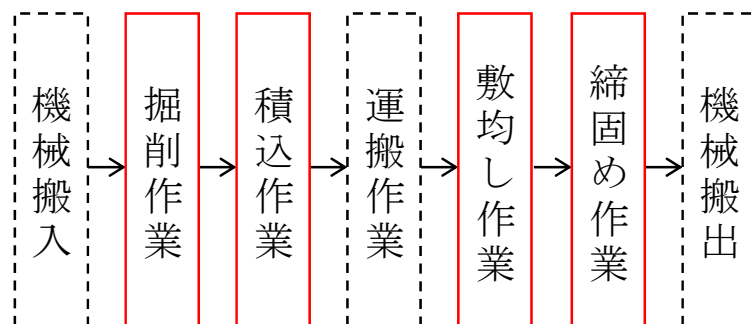 機械搬入
掘削作業
積込作業
運搬作業
敷均し作業
締固め作業
機械搬出